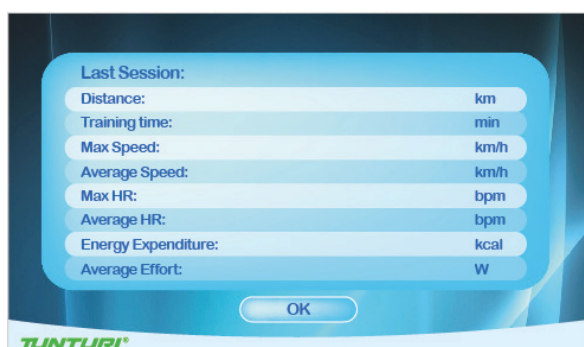 Last Session:
Distance: km
Training time: min
Max Speed: km/h
Average Speed: km/h
Max HR: bpm
Average HR: bpm
Energy Expenditure: kcal
Average Effort: W
OK
TUNTURI®